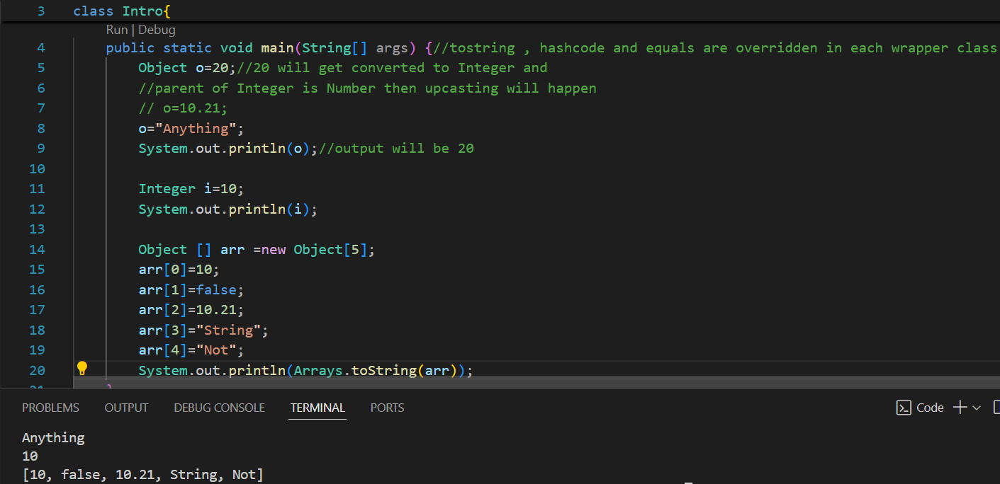 3 class Intro{
Run | Debug
4 public static void main(String[] args) {//tostring , hashcode and equals are overridden in each wrapper class
5 Object o=20;//20 will get converted to Integer and
6 //parent of Integer is Number then upcasting will happen
7 // o=10.21;
8 o="Anything";
9 System.out.println(o);//output will be 20
10
11 Integer i=10;
12 System.out.println(i);
13
14 Object [] arr =new Object[5];
15 arr[0]=10;
16 arr[1]=false;
17 arr[2]=10.21;
18 arr[3]="String";
19 arr[4]="Not";
20 System.out.println(Arrays.toString(arr));
21 }
PROBLEMS OUTPUT DEBUG CONSOLE TERMINAL PORTS Code
Anything
10
[10, false, 10.21, String, Not]